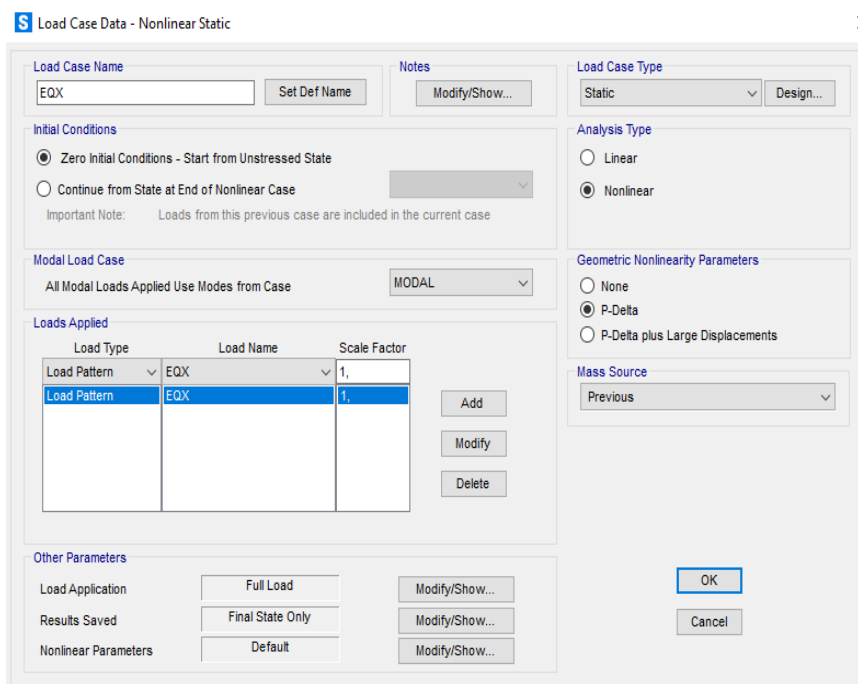 S Load Case Data - Nonlinear Static
Load Case Name
EQX
Set Def Name
Notes
Modify/Show...
Load Case Type
Static
Design...
Initial Conditions
Zero Initial Conditions - Start from Unstressed State
Continue from State at End of Nonlinear Case
Important Note: Loads from this previous case are included in the current case
Analysis Type
Linear
Nonlinear
Modal Load Case
All Modal Loads Applied Use Modes from Case
MODAL
Geometric Nonlinearity Parameters
None
P-Delta
P-Delta plus Large Displacements
Loads Applied
Load Type Load Name Scale Factor
Load Pattern EQX 1,
Load Pattern EQX 1,
Add
Modify
Delete
Mass Source
Previous
Other Parameters
Load Application Full Load Modify/Show...
Results Saved Final State Only Modify/Show...
Nonlinear Parameters Default Modify/Show...
OK
Cancel